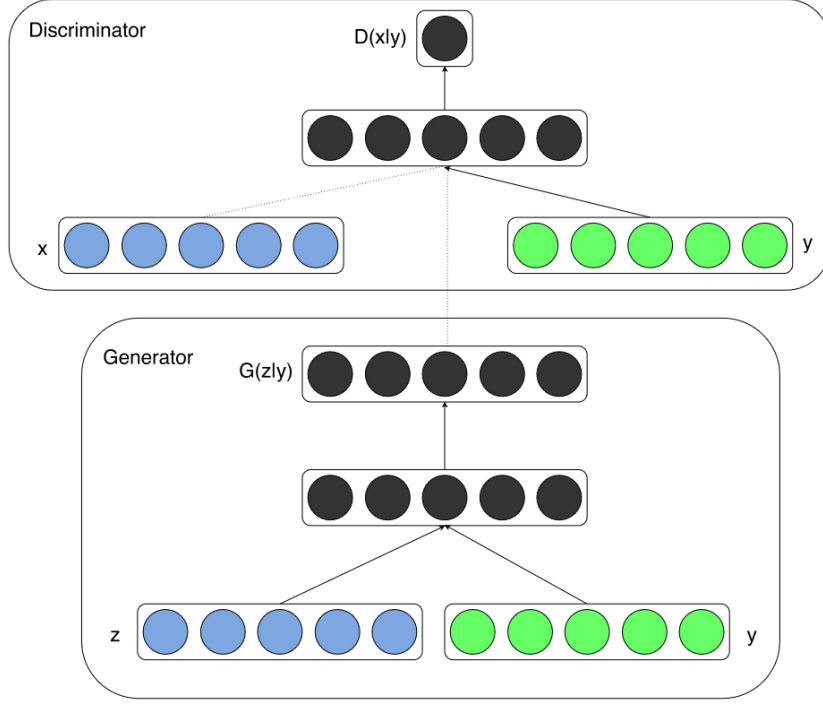 Discriminator
D(x|y)
x
y
Generator
G(z|y)
z
y